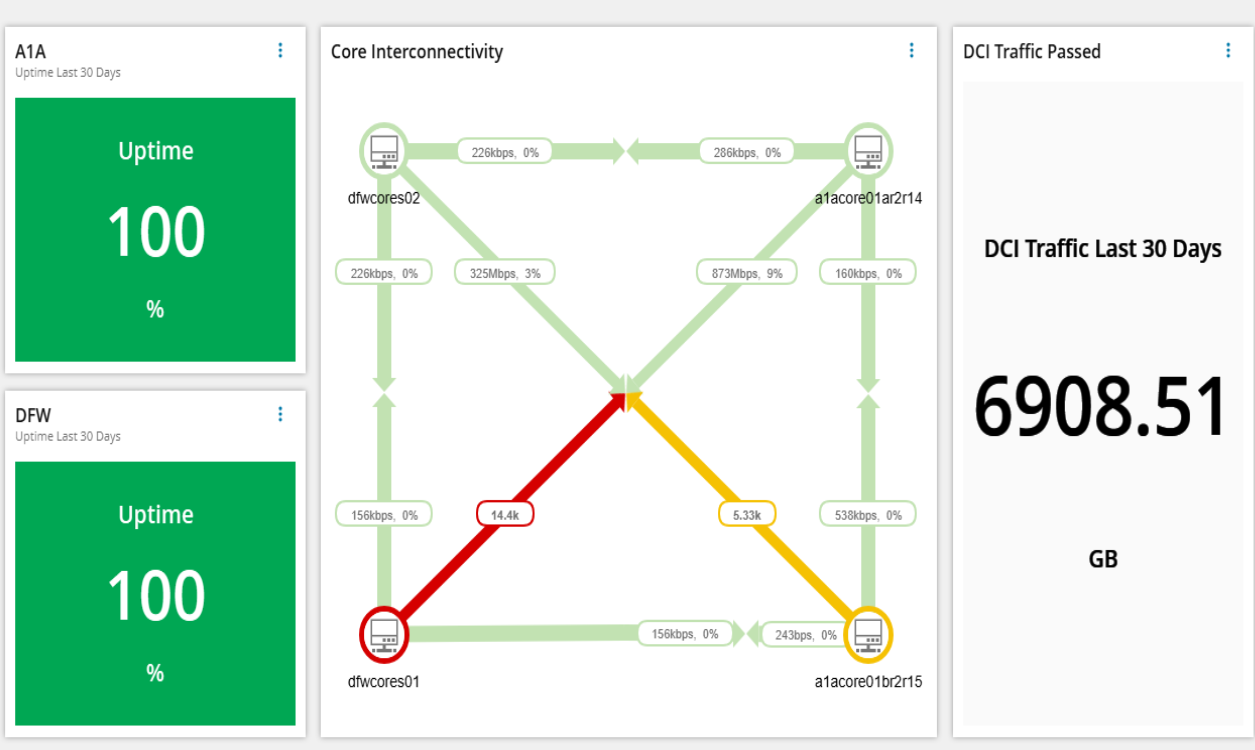 A1A
Uptime Last 30 Days
Uptime
100
%
DFW
Uptime Last 30 Days
Uptime
100
%
Core Interconnectivity
226kbps, 0%
286kbps, 0%
dfwcores02
a1acore01ar2r14
226kbps, 0%
325Mbps, 3%
873Mbps, 9%
160kbps, 0%
156kbps, 0%
14.4k
5.33k
538kbps, 0%
156kbps, 0%
243bps, 0%
dfwcores01
a1acore01br2r15
DCI Traffic Passed
DCI Traffic Last 30 Days
6908.51
GB